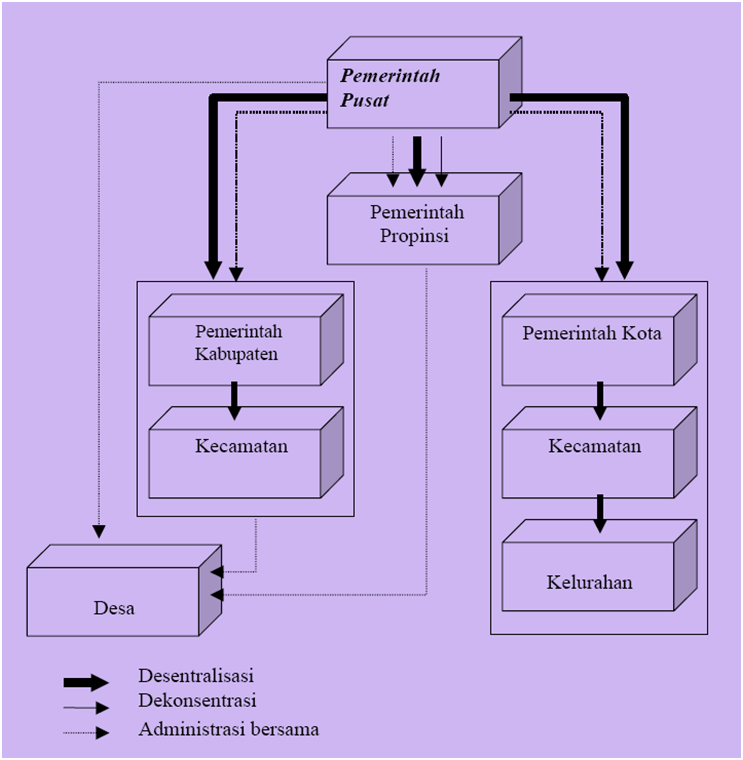 Pemerintah
Pusat
Pemerintah
Propinsi
Pemerintah
Kabupaten
Pemerintah Kota
Kecamatan
Kecamatan
Kelurahan
Desa
Desentralisasi
Dekonsentrasi
Administrasi bersama